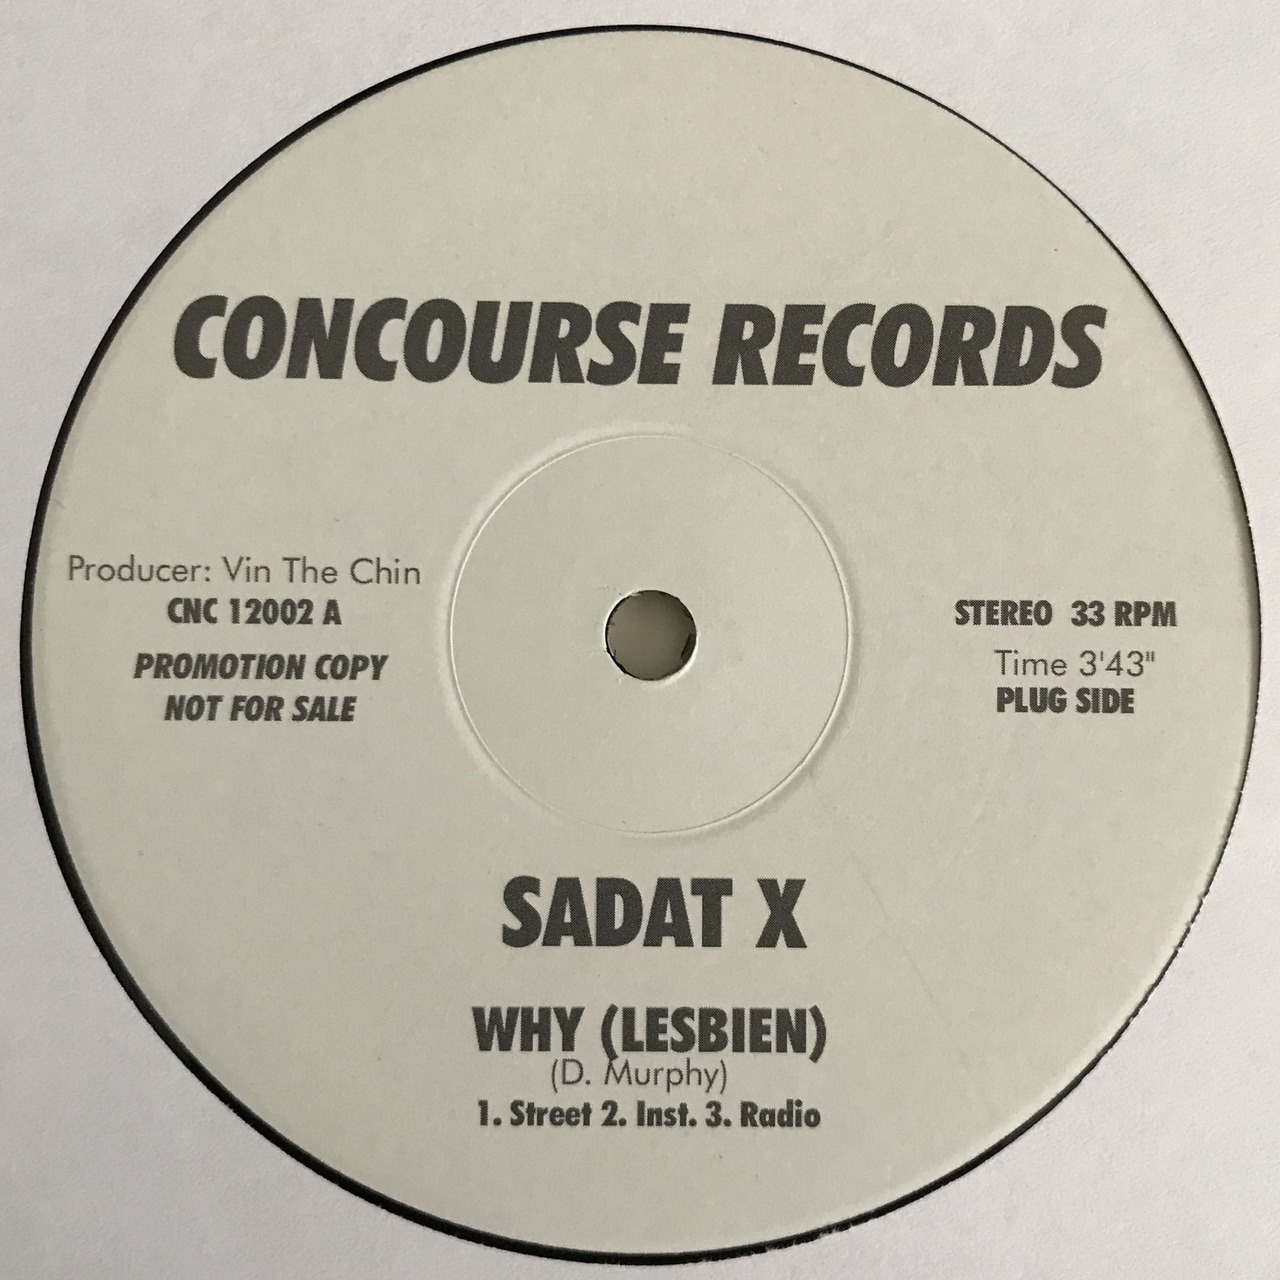 CONCOURSE RECORDS
Producer: Vin The Chin
CNC 12002 A
PROMOTION COPY
NOT FOR SALE
STEREO 33 RPM
Time 3'43"
PLUG SIDE
SADAT X
WHY (LESBIEN)
(D. Murphy)
1. Street 2. Inst. 3. Radio